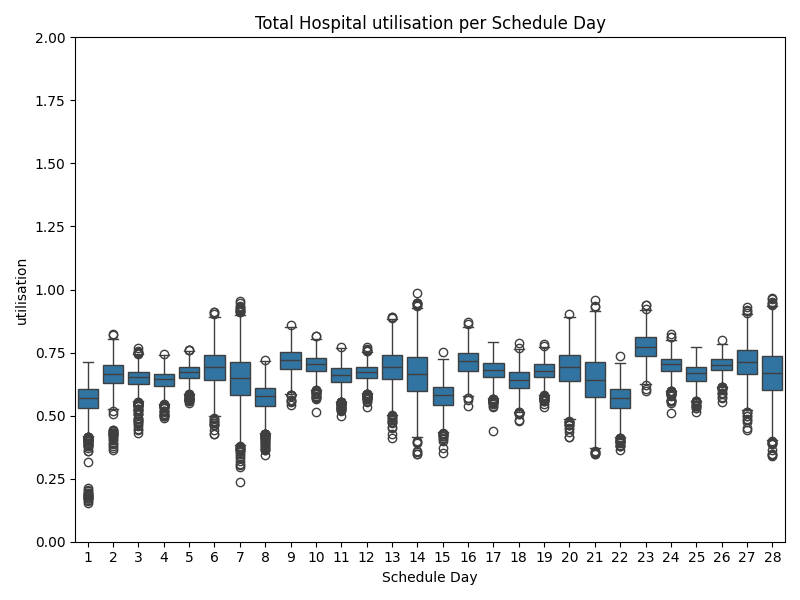 Total Hospital utilisation per Schedule Day
utilisation
2.00
1.75
1.50
1.25
1.00
0.75
0.50
0.25
0.00
1 2 3 4 5 6 7 8 9 10 11 12 13 14 15 16 17 18 19 20 21 22 23 24 25 26 27 28
Schedule Day